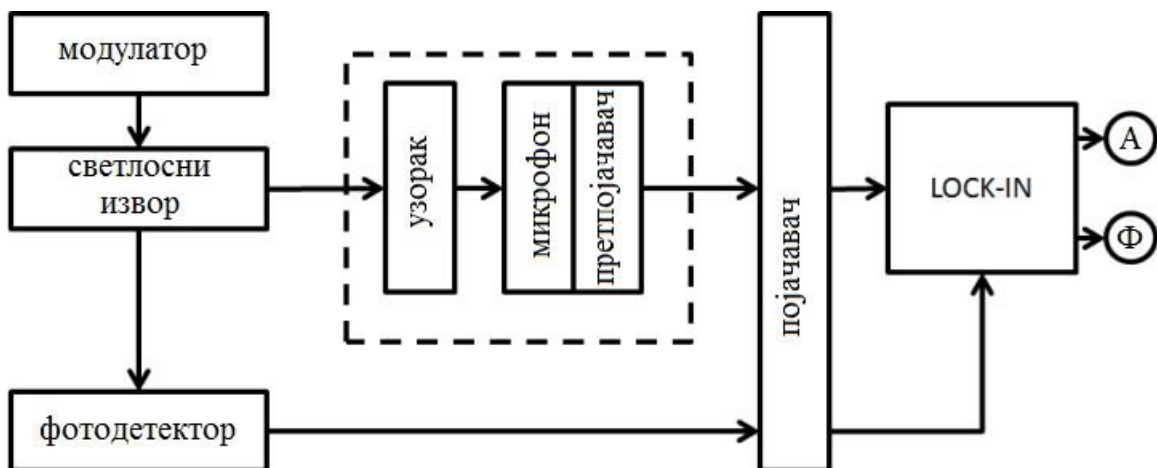 модулатор
светлосни
извор
фотодетектор
узорак
микрофон
претпојачавач
појачавач
LOCK-IN
А
Ф